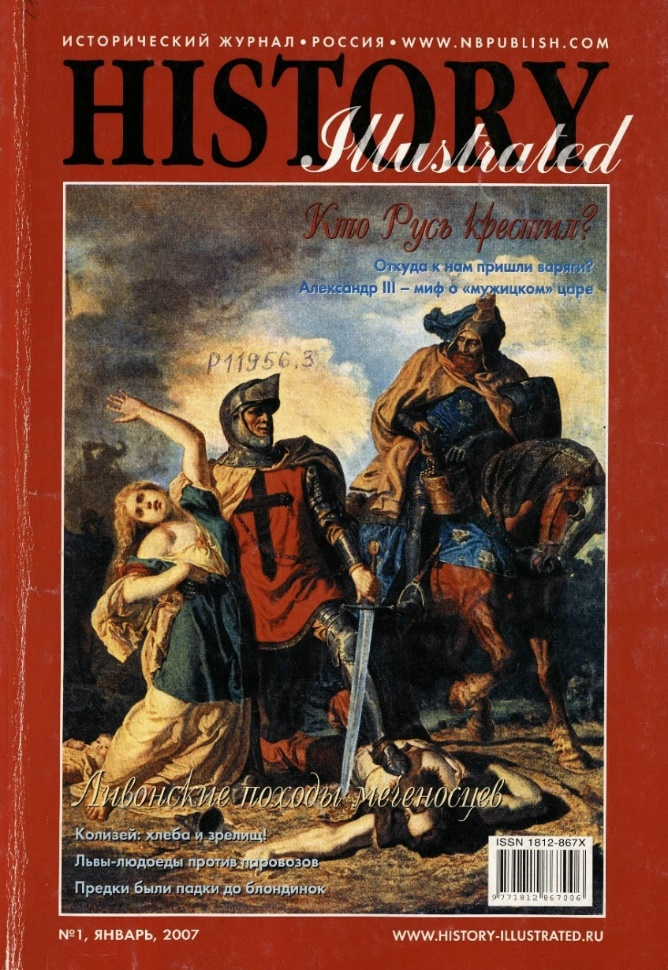 ИСТОРИЧЕСКИЙ ЖУРНАЛ • РОССИЯ • WWW.NBPUBLISH.COM
HISTORY
Illustrated
Кто Русь крестил?
Откуда к нам пришли варяги?
Александр III – миф о «мужицком» царе
P11956.3
Ливонские походы меченосцев
Колизей: хлеба и зрелищ!
Львы-людоеды против паровозов
Предки были падки до блондинок
ISSN 1812-867X
9 771812 867006
№1, ЯНВАРЬ, 2007
WWW.HISTORY-ILLUSTRATED.RU